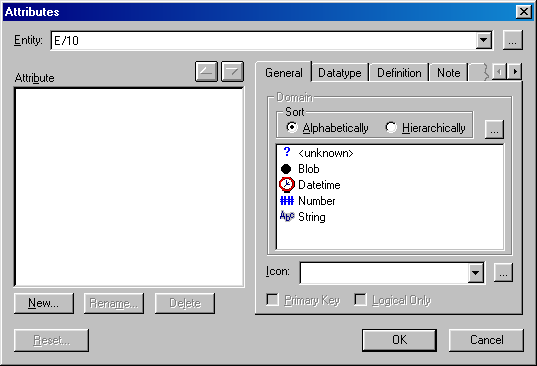 Attributes
Entity: E/10 ...
Attribute
General Datatype Definition Note
Domain
Sort
Alphabetically Hierarchically ...
? <unknown>
Blob
Datetime
Number
Abc String
Icon: ...
New... Rename... Delete
Primary Key Logical Only
Reset... OK Cancel